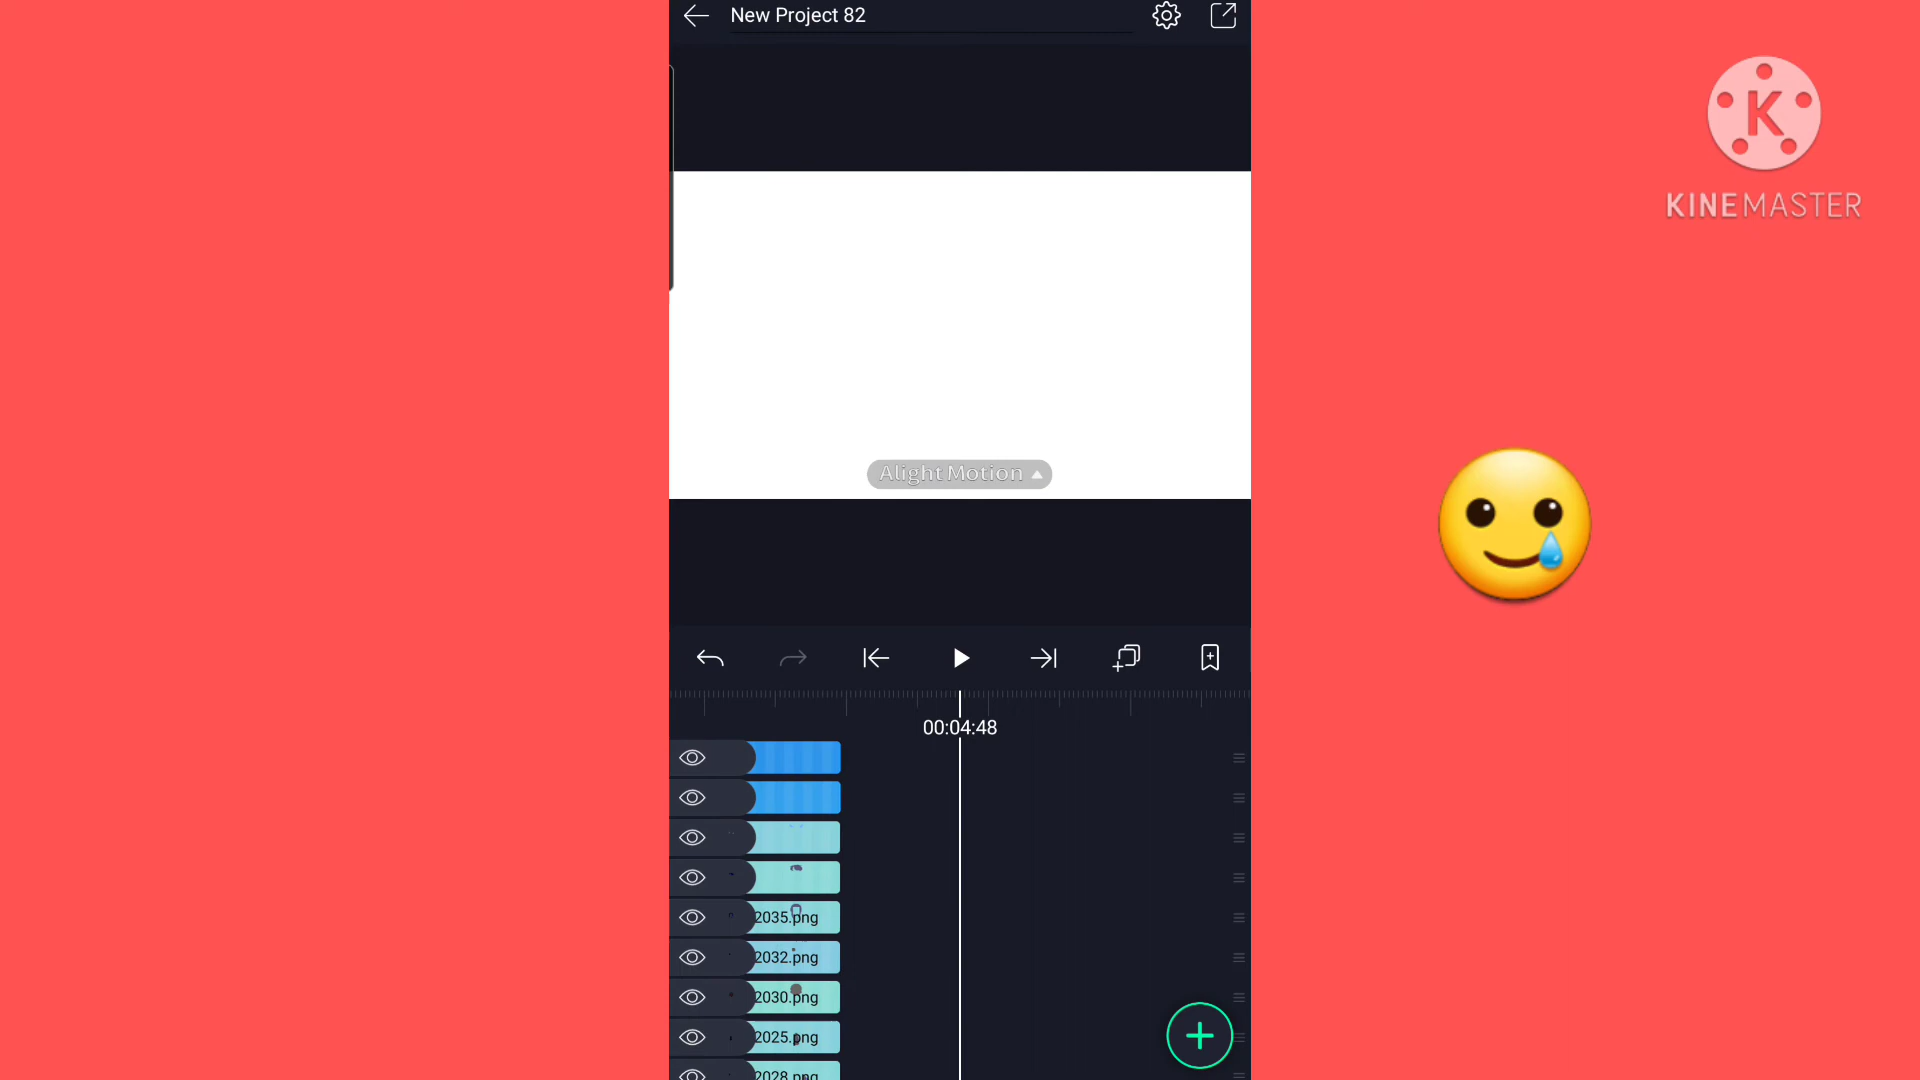 New Project 82
K
KINEMASTER
Alight Motion
00:04:48
2035.png
2032.png
2030.png
2025.png
2028.png